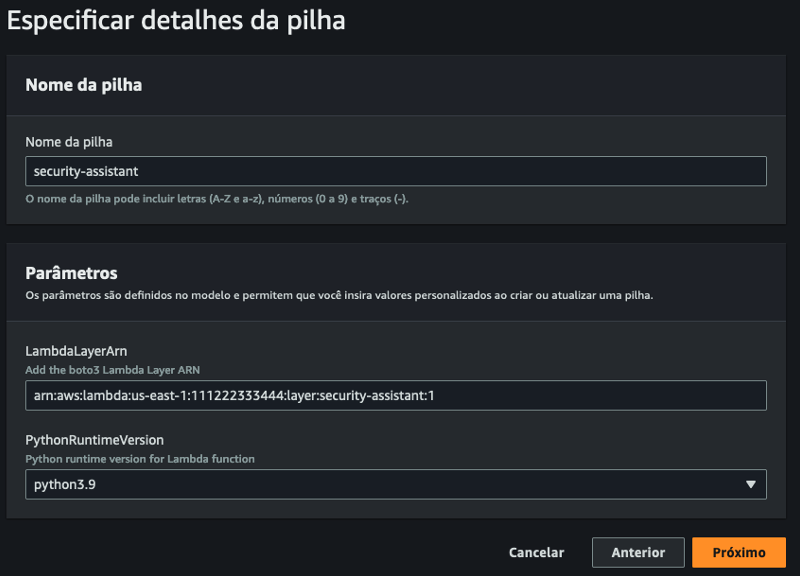 Especificar detalhes da pilha
Nome da pilha
Nome da pilha
security-assistant
O nome da pilha pode incluir letras (A-Z e a-z), números (0 a 9) e traços (-).
Parâmetros
Os parâmetros são definidos no modelo e permitem que você insira valores personalizados ao criar ou atualizar uma pilha.
LambdaLayerArn
Add the boto3 Lambda Layer ARN
arn:aws:lambda:us-east-1:111222333444:layer:security-assistant:1
PythonRuntimeVersion
Python runtime version for Lambda function
python3.9
Cancelar Anterior Próximo